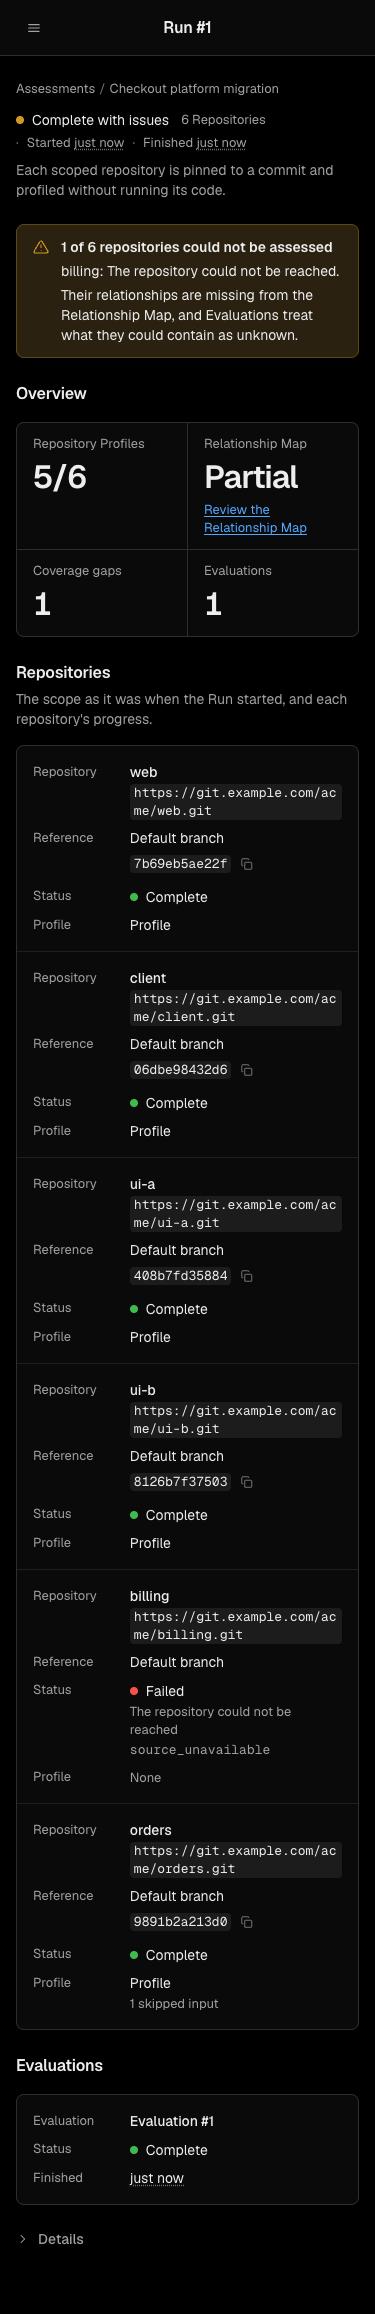 Run #1
Assessments / Checkout platform migration
Complete with issues 6 Repositories
· Started just now · Finished just now
Each scoped repository is pinned to a commit and
profiled without running its code.
1 of 6 repositories could not be assessed
billing: The repository could not be reached.
Their relationships are missing from the
Relationship Map, and Evaluations treat
what they could contain as unknown.
Overview
Repository Profiles
5/6
Relationship Map
Partial
Review the
Relationship Map
Coverage gaps
1
Evaluations
1
Repositories
The scope as it was when the Run started, and each
repository's progress.
Repository web
https://git.example.com/ac
me/web.git
Reference Default branch
7b69eb5ae22f
Status Complete
Profile Profile
Repository client
https://git.example.com/ac
me/client.git
Reference Default branch
06dbe98432d6
Status Complete
Profile Profile
Repository ui-a
https://git.example.com/ac
me/ui-a.git
Reference Default branch
408b7fd35884
Status Complete
Profile Profile
Repository ui-b
https://git.example.com/ac
me/ui-b.git
Reference Default branch
8126b7f37503
Status Complete
Profile Profile
Repository billing
https://git.example.com/ac
me/billing.git
Reference Default branch
Status Failed
The repository could not be
reached
source_unavailable
Profile None
Repository orders
https://git.example.com/ac
me/orders.git
Reference Default branch
9891b2a213d0
Status Complete
Profile Profile
1 skipped input
Evaluations
Evaluation Evaluation #1
Status Complete
Finished just now
Details